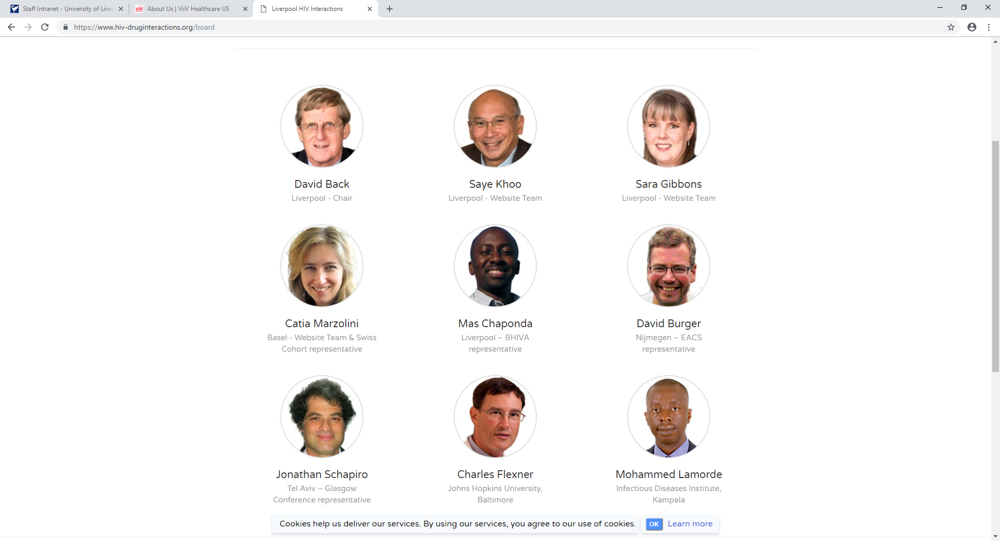 Staff Intranet - University of Liver
ViiV
About Us | ViiV Healthcare US
Liverpool HIV Interactions
https://www.hiv-druginteractions.org/board
David Back
Liverpool - Chair
Saye Khoo
Liverpool - Website Team
Sara Gibbons
Liverpool - Website Team
Catia Marzolini
Basel - Website Team & Swiss
Cohort representative
Mas Chaponda
Liverpool – BHIVA
representative
David Burger
Nijmegen – EACS
representative
Jonathan Schapiro
Tel Aviv – Glasgow
Conference representative
Charles Flexner
Johns Hopkins University,
Baltimore
Mohammed Lamorde
Infectious Diseases Institute,
Kampala
Cookies help us deliver our services. By using our services, you agree to our use of cookies. OK Learn more